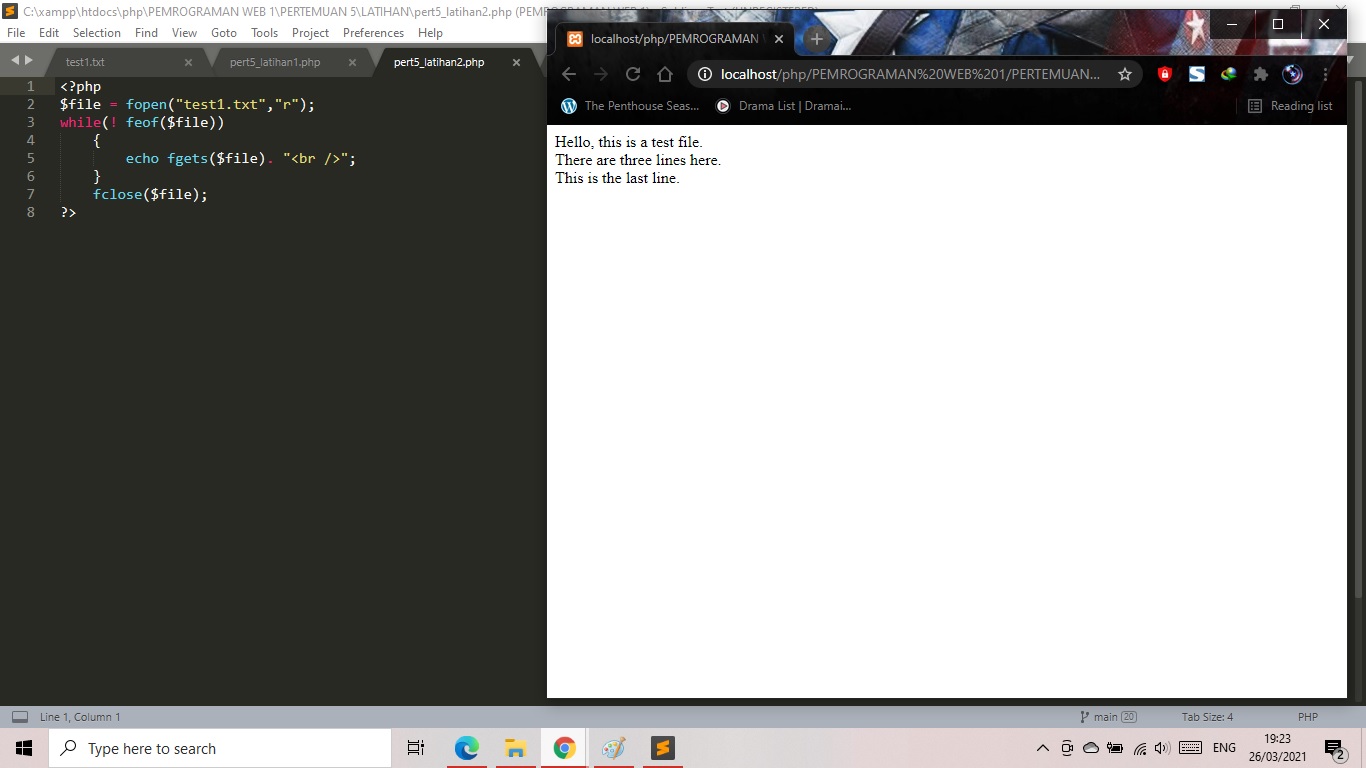 C:\xampp\htdocs\php\PEMROGRAMAN WEB 1\PERTEMUAN 5\LATIHAN\pert5_latihan2.php
File Edit Selection Find View Goto Tools Project Preferences Help
test1.txt
pert5_latihan1.php
pert5_latihan2.php
1 <?php
2 $file = fopen("test1.txt","r");
3 while(! feof($file))
4 {
5 echo fgets($file). "<br />";
6 }
7 fclose($file);
8 ?>
localhost/php/PEMROGRAMAN
localhost/php/PEMROGRAMAN%20WEB%201/PERTEMUAN...
The Penthouse Seas...
Drama List | Dramai...
Reading list
Hello, this is a test file.
There are three lines here.
This is the last line.
Line 1, Column 1
main 20
Tab Size: 4
PHP
Type here to search
ENG
19:23
26/03/2021
2